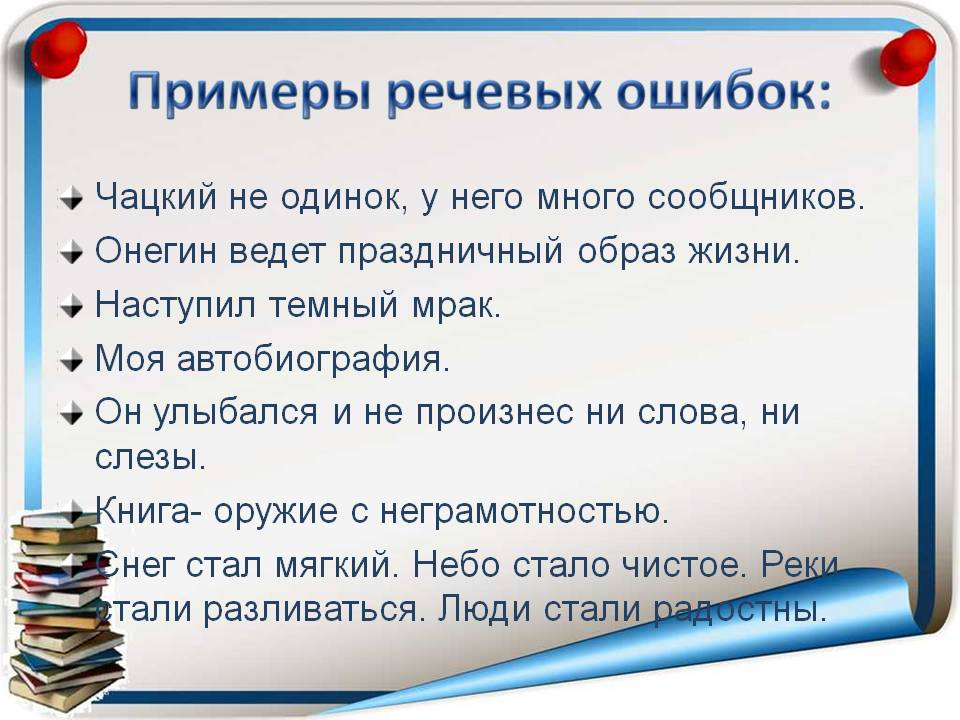 Примеры речевых ошибок:
Чацкий не одинок, у него много сообщников.
Онегин ведет праздничный образ жизни.
Наступил темный мрак.
Моя автобиография.
Он улыбался и не произнес ни слова, ни
слезы.
Книга- оружие с неграмотностью.
Снег стал мягкий. Небо стало чистое. Реки
стали разливаться. Люди стали радостны.